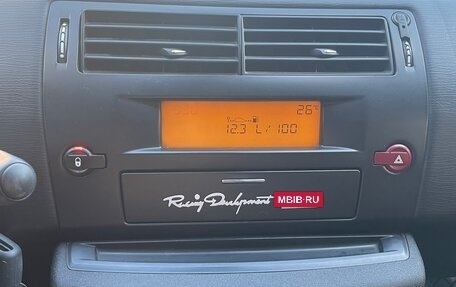 26°c
12.3 L/100
Racing Development
MBIB·RU